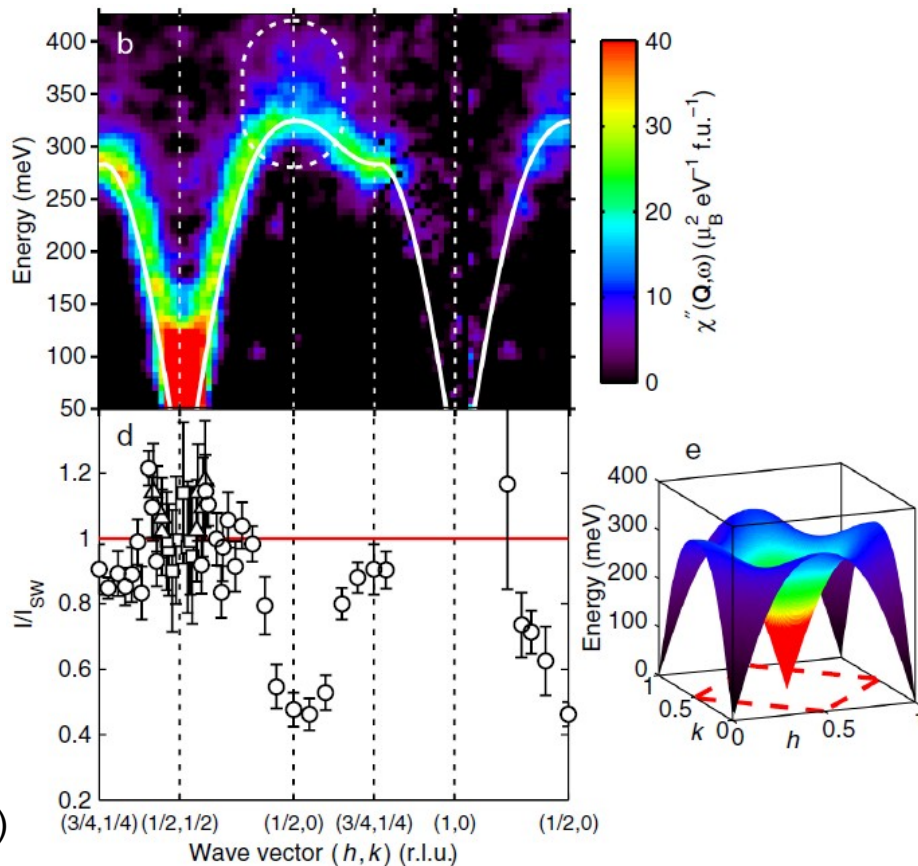 b
Energy (meV)
400
350
300
250
200
150
100
50
40
30
20
10
0
χ″(Q,ω) (μ_B² eV⁻¹ f.u.⁻¹)
d
I/I_SW
1.2
1
0.8
0.6
0.4
0.2
(3/4,1/4) (1/2,1/2) (1/2,0) (3/4,1/4) (1,0) (1/2,0)
Wave vector (h, k) (r.l.u.)
e
Energy (meV)
400
300
200
100
0
1
0.5
0
k
0
h
0.5
1
)